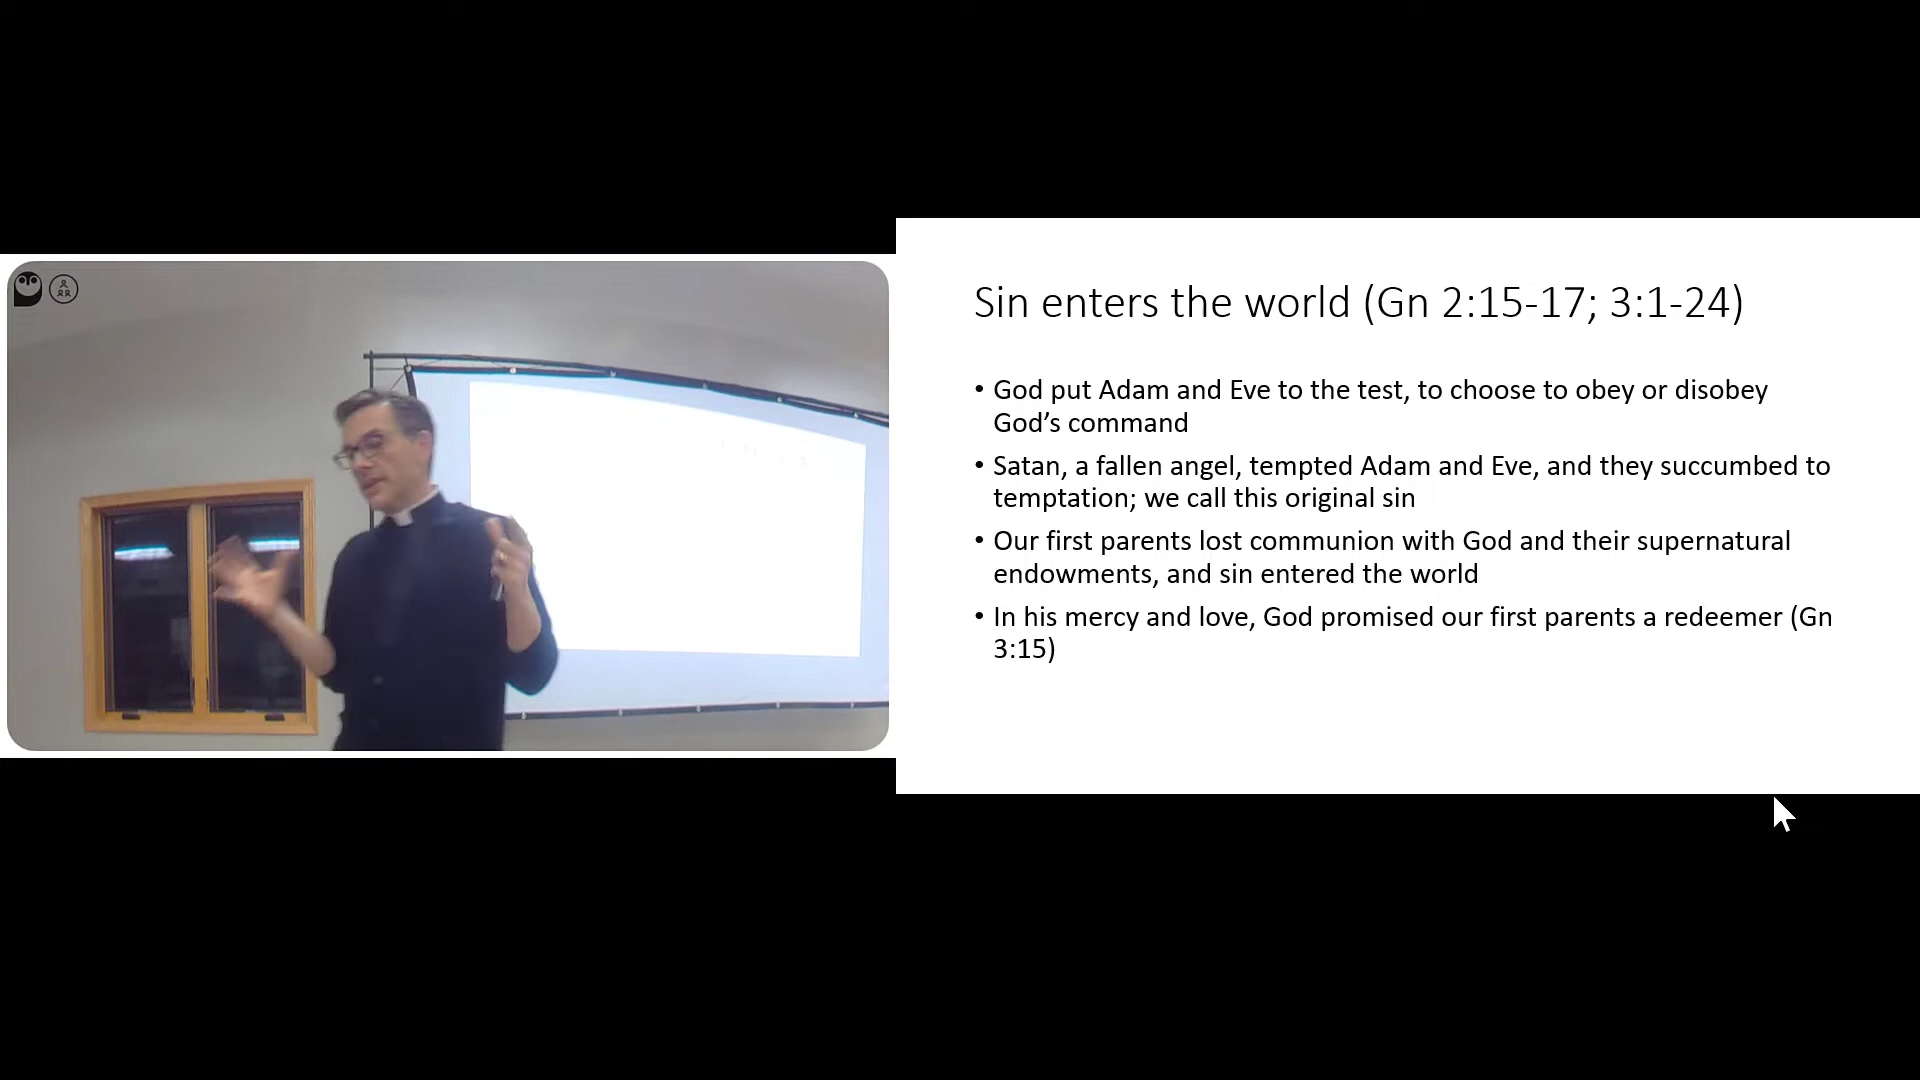 Sin enters the world (Gn 2:15-17; 3:1-24)
• God put Adam and Eve to the test, to choose to obey or disobey
God’s command
• Satan, a fallen angel, tempted Adam and Eve, and they succumbed to
temptation; we call this original sin
• Our first parents lost communion with God and their supernatural
endowments, and sin entered the world
• In his mercy and love, God promised our first parents a redeemer (Gn
3:15)